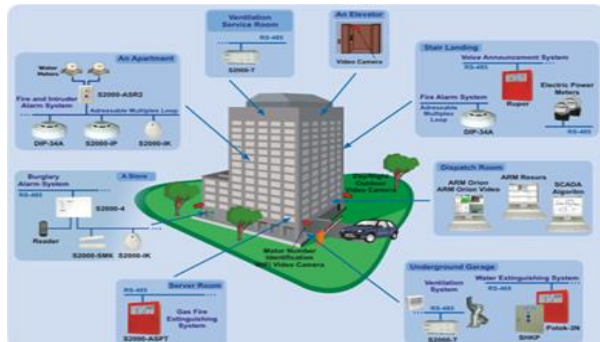 An Apartment
Water
Meters
S2000-ASR2
Fire and Intruder
Alarm System
Adressable Multiplex Loop
DIP-34A
S2000-IP
S2000-IK
Ventilation
Service Room
RS-485
S2000-T
An Elevator
Video Camera
Stair Landing
Voice Announcement System
RS-485
Rupor
Fire Alarm System
Adressable
Multiplex
Loop
DIP-34A
Electric Power
Meters
RS-485
Burglary
Alarm System
A Store
RS-485
S2000-4
Reader
S2000-SMK
S2000-IK
Day/Night
Outdoor
Video Camera
Dispatch Room
ARM Orion
ARM Orion Video
ARM Resurs
SCADA
Algoritm
Motor Number
Identification
Video Camera
Server Room
RS-485
Gas Fire
Extinguishing
System
S2000-ASPT
Underground Garage
Ventilation
System
RS-485
S2000-T
Water Extinguishing System
RS-485
SHKP
Potok-3N